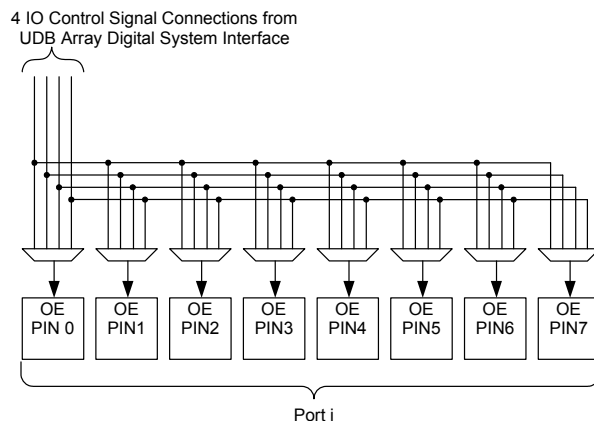 4 IO Control Signal Connections from
UDB Array Digital System Interface
OE OE OE OE OE OE OE OE
PIN 0 PIN1 PIN2 PIN3 PIN4 PIN5 PIN6 PIN7
Port i